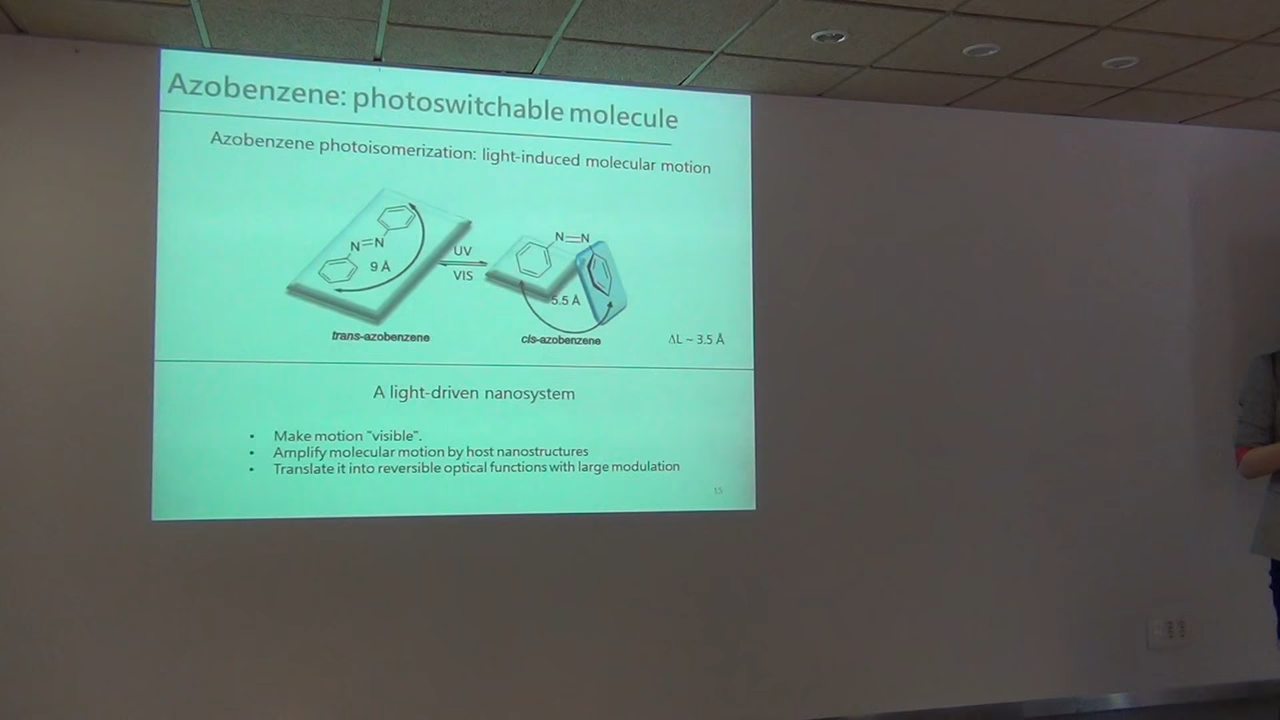 Azobenzene: photoswitchable molecule
Azobenzene photoisomerization: light-induced molecular motion
N=N
9 Å
trans-azobenzene
UV
VIS
N=N
5.5 Å
cis-azobenzene
ΔL ~ 3.5 Å
A light-driven nanosystem
• Make motion "visible".
• Amplify molecular motion by host nanostructures
• Translate it into reversible optical functions with large modulation
15